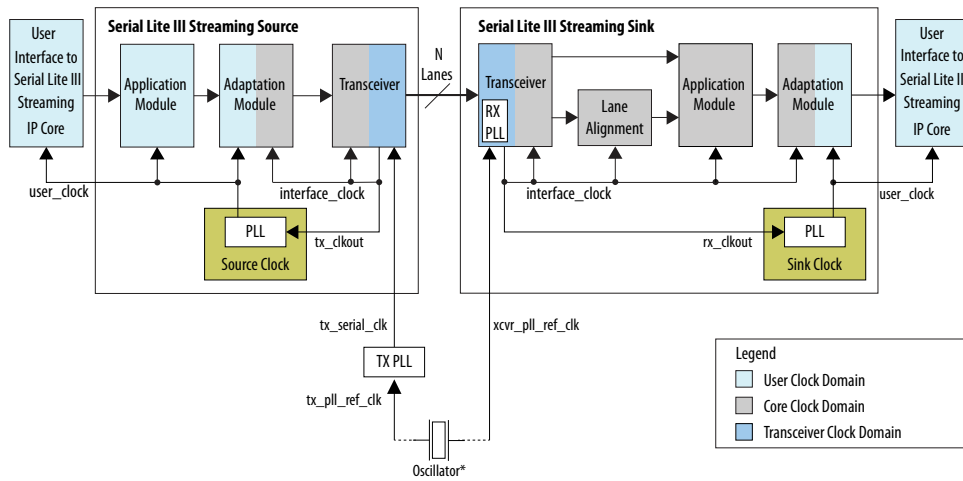 Serial Lite III Streaming Source
Serial Lite III Streaming Sink
User
Interface to
Serial Lite III
Streaming
IP Core
Application
Module
Adaptation
Module
Transceiver
N
Lanes
Transceiver
RX
PLL
Lane
Alignment
Application
Module
Adaptation
Module
User
Interface to
Serial Lite II
Streaming
IP Core
user_clock
interface_clock
interface_clock
user_clock
PLL
Source Clock
tx_clkout
rx_clkout
PLL
Sink Clock
tx_serial_clk
xcvr_pll_ref_clk
TX PLL
tx_pll_ref_clk
Oscillator*
Legend
User Clock Domain
Core Clock Domain
Transceiver Clock Domain